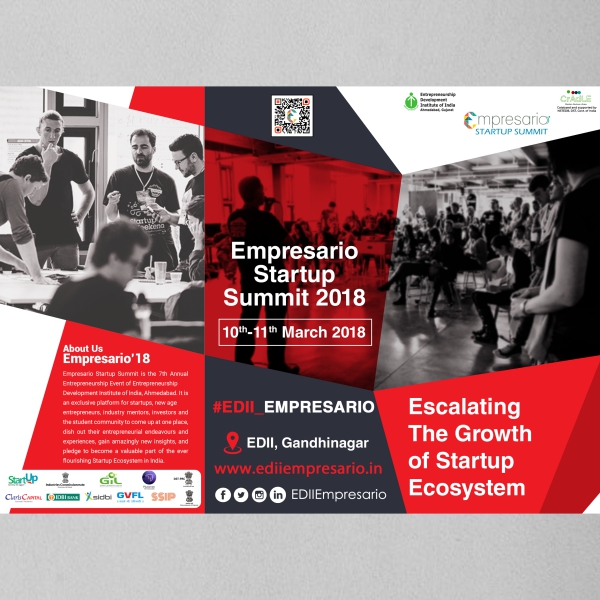 Entrepreneurship
Development
Institute of India
Ahmedabad, Gujarat
CrAdLE
Empresario
STARTUP SUMMIT
Empresario
Startup
Summit 2018
10th-11th March 2018
About Us
Empresario'18
Empresario Startup Summit is the 7th Annual
Entrepreneurship Event of Entrepreneurship
Development Institute of India, Ahmedabad. It is
an exclusive platform for startups, new age
entrepreneurs, industry mentors, investors and
the student community to come up at one place,
dish out their entrepreneurial endeavours and
experiences, gain amazingly new insights, and
pledge to become a valuable part of the ever
flourishing Startup Ecosystem in India.
StartUp
GiL
Claris CAPITAL
IDBI BANK
sidbi
GVFL
SSIP
#EDII_EMPRESARIO
EDII, Gandhinagar
www.ediiempresario.in
EDIIEmpresario
Escalating
The Growth
of Startup
Ecosystem